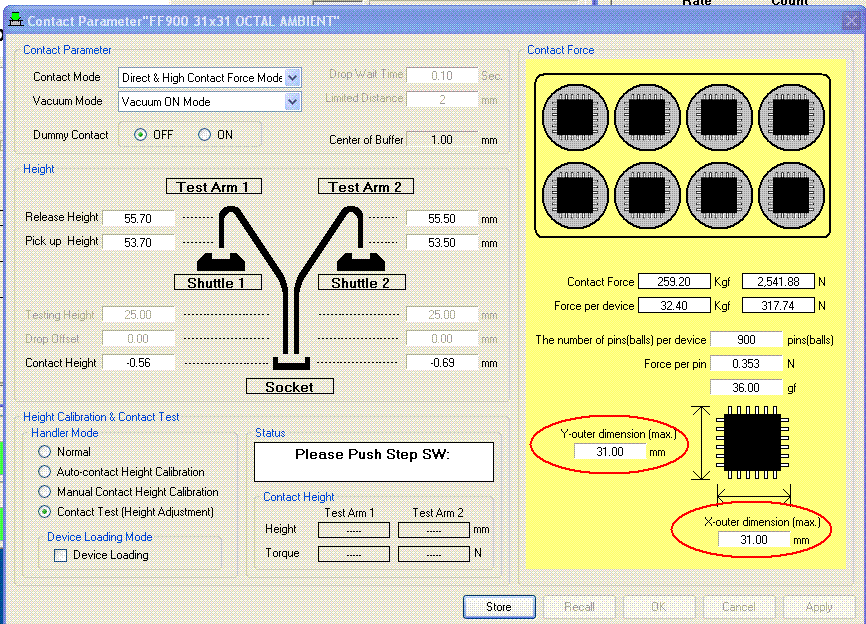 Rate Count
Contact Parameter"FF900 31x31 OCTAL AMBIENT"
Contact Parameter
Contact Mode Direct & High Contact Force Mode
Drop Wait Time 0.10 Sec.
Vacuum Mode Vacuum ON Mode
Limited Distance 2 mm
Dummy Contact OFF ON
Center of Buffer 1.00 mm
Height
Test Arm 1 Test Arm 2
Release Height 55.70 55.50 mm
Pick up Height 53.70 53.50 mm
Shuttle 1 Shuttle 2
Testing Height 25.00 25.00 mm
Drop Offset 0.00 0.00 mm
Contact Height -0.56 -0.69 mm
Socket
Height Calibration & Contact Test
Handler Mode
Normal
Auto-contact Height Calibration
Manual Contact Height Calibration
Contact Test (Height Adjustment)
Device Loading Mode
Device Loading
Status
Please Push Step SW:
Contact Height
Test Arm 1 Test Arm 2
Height ----- ----- mm
Torque ----- ----- N
Contact Force
Contact Force 259.20 Kgf 2,541.88 N
Force per device 32.40 Kgf 317.74 N
The number of pins(balls) per device 900 pins(balls)
Force per pin 0.353 N
36.00 gf
Y-outer dimension (max.)
31.00 mm
X-outer dimension (max.)
31.00 mm
Store Recall OK Cancel Apply